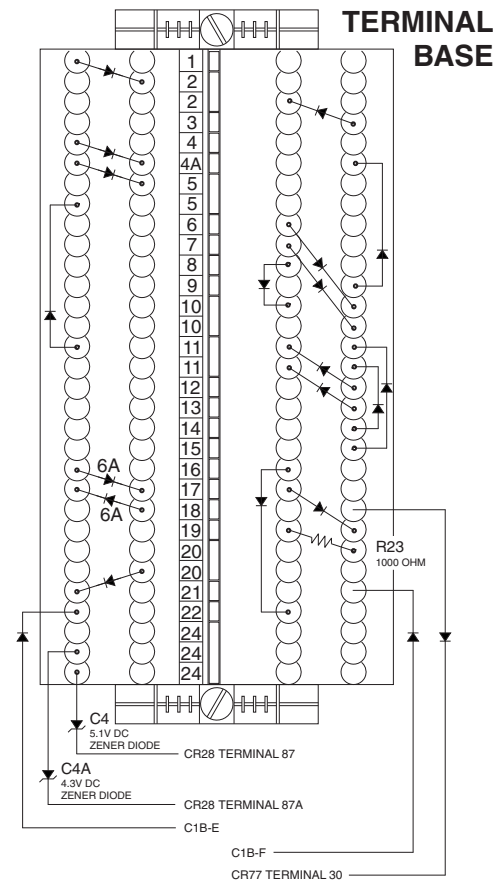 TERMINAL
BASE
1
2
2
3
4
4A
5
5
6
7
8
9
10
10
11
11
12
13
14
15
16
17
18
19
20
20
21
22
24
24
24
6A
6A
R23
1000 OHM
C4
5.1V DC
ZENER DIODE
CR28 TERMINAL 87
C4A
4.3V DC
ZENER DIODE
CR28 TERMINAL 87A
C1B-E
C1B-F
CR77 TERMINAL 30